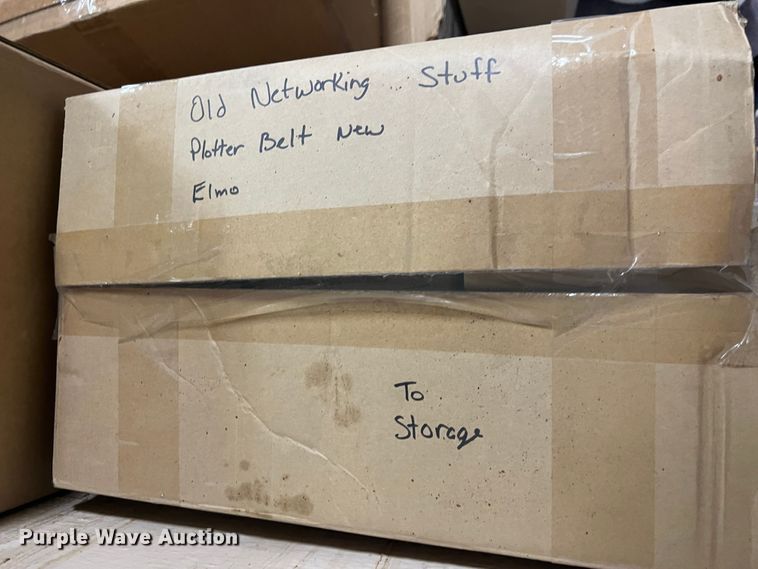 Old Networking Stuff
Plotter Belt New
Elmo
To
Storage
Purple Wave Auction